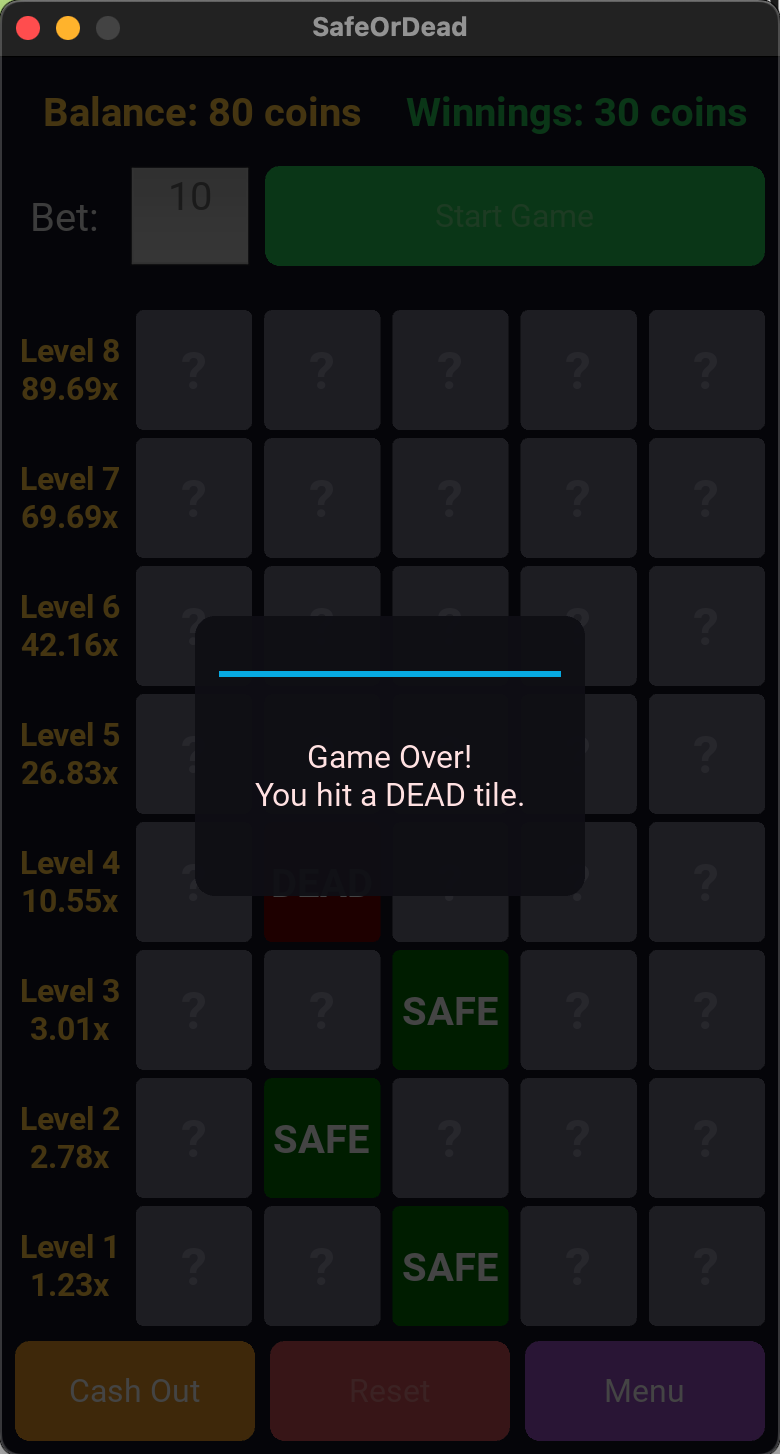 SafeOrDead
Balance: 80 coins Winnings: 30 coins
Bet: 10 Start Game
Level 8
89.69x
? ? ? ? ?
Level 7
69.69x
? ? ? ? ?
Level 6
42.16x
? ? ? ? ?
Level 5
26.83x
? ? ?
Game Over!
You hit a DEAD tile.
Level 4
10.55x
? DEAD ? ? ?
Level 3
3.01x
? ? SAFE ? ?
Level 2
2.78x
? SAFE ? ? ?
Level 1
1.23x
? ? SAFE ? ?
Cash Out Reset Menu